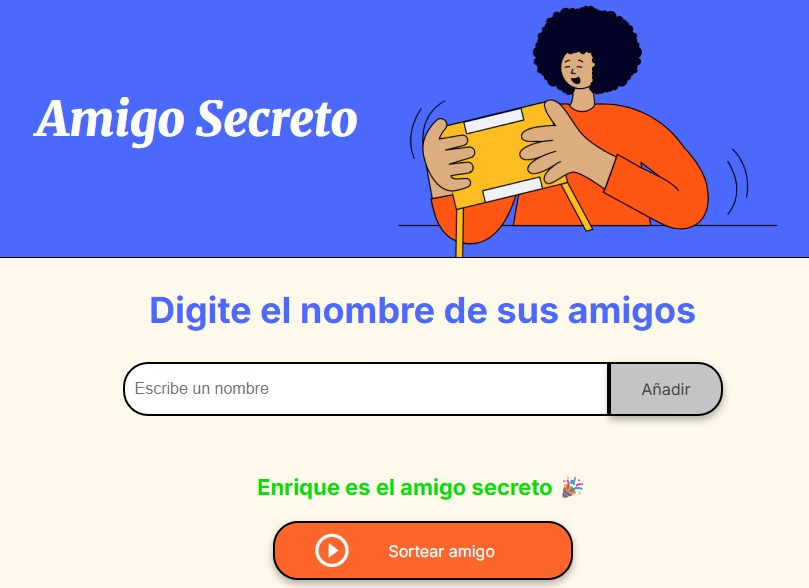 Amigo Secreto
Digite el nombre de sus amigos
Escribe un nombre
Añadir
Enrique es el amigo secreto 🎉
Sortear amigo